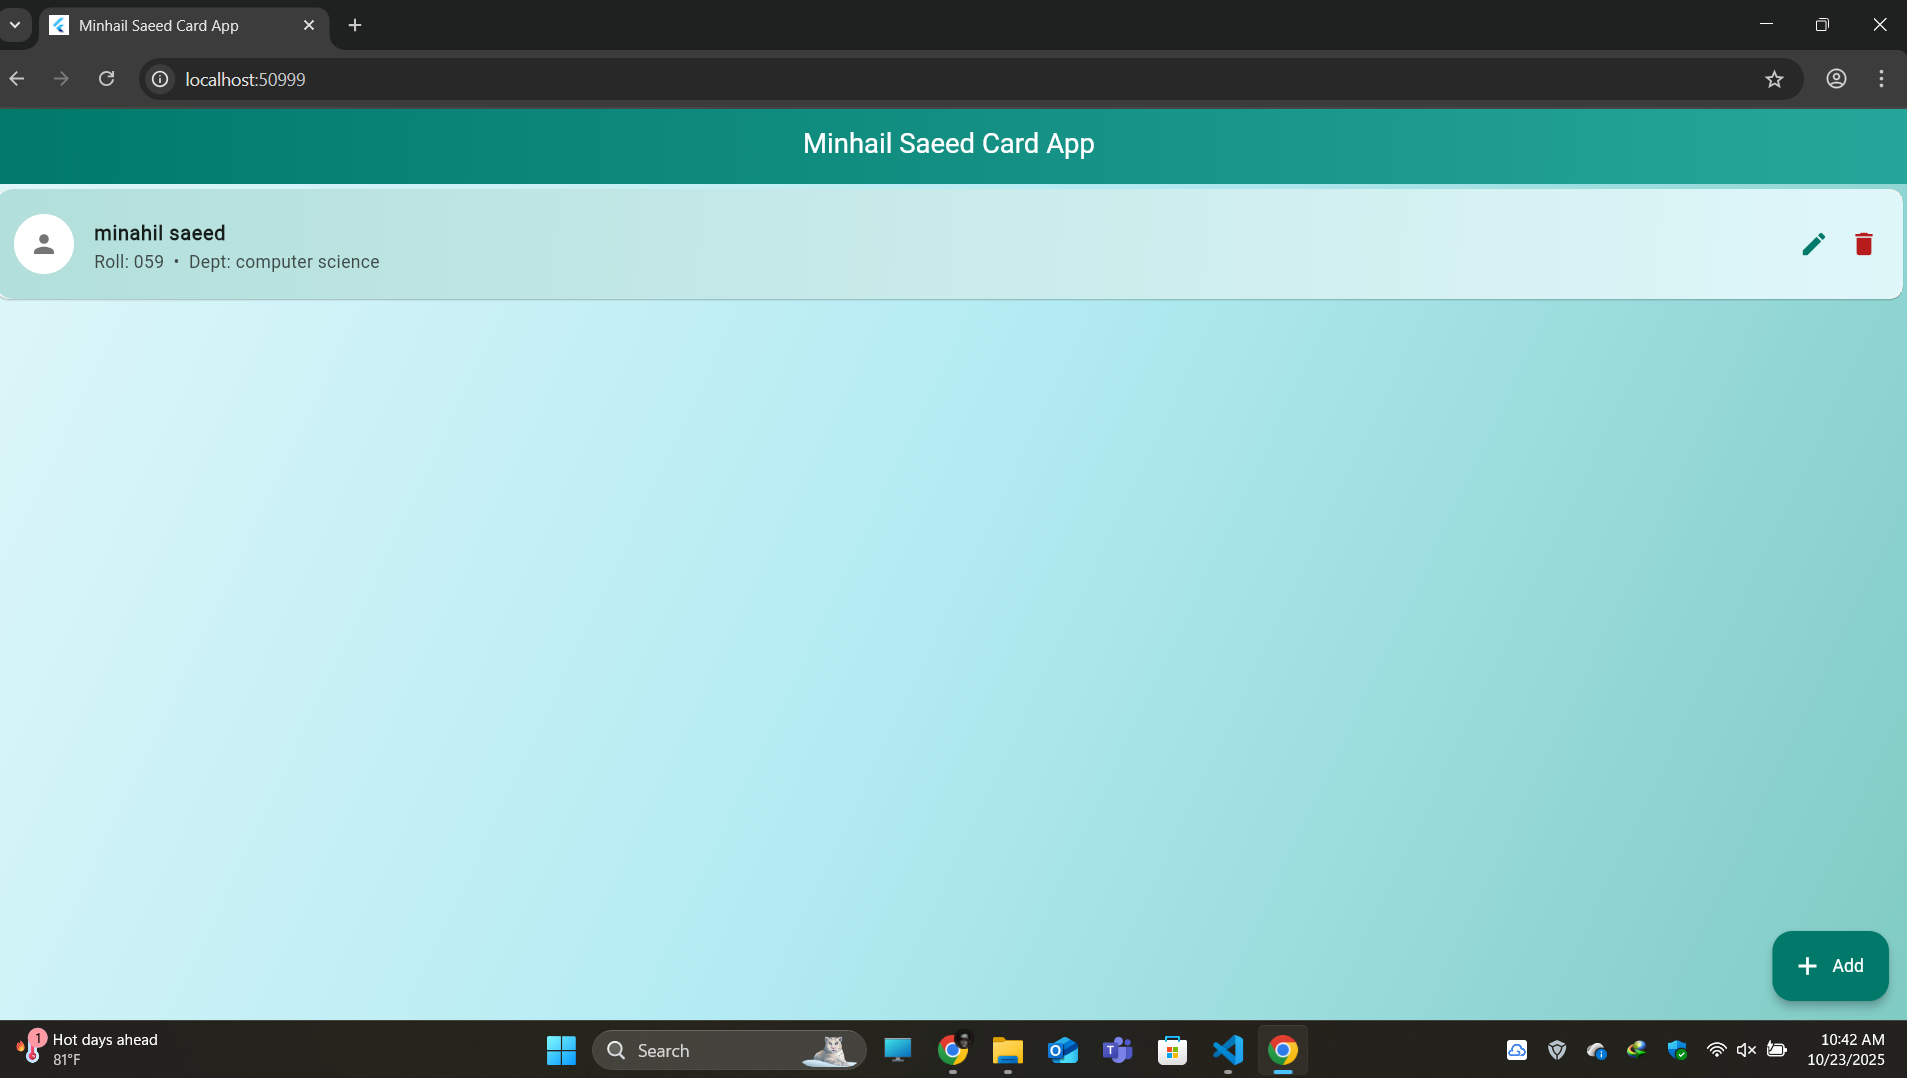 Minhail Saeed Card App
localhost:50999
Minhail Saeed Card App
minahil saeed
Roll: 059 • Dept: computer science
Add
1
Hot days ahead
81°F
Search
10:42 AM
10/23/2025